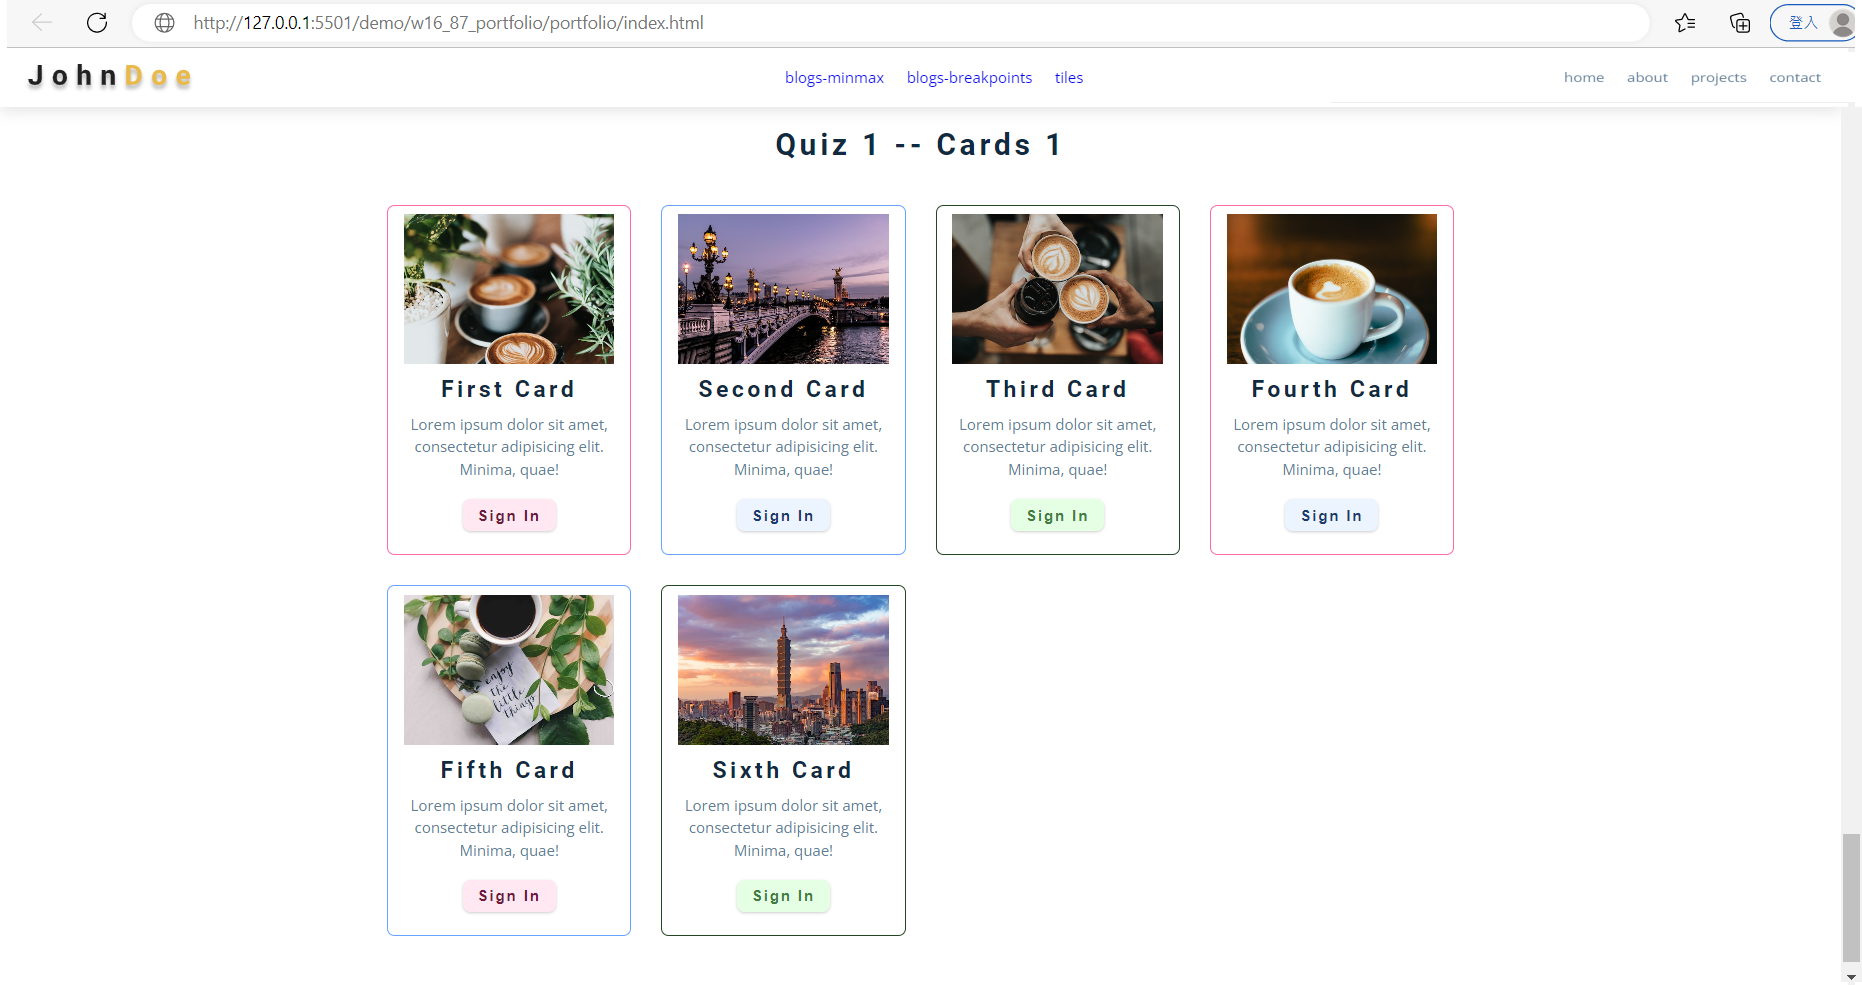 http://127.0.0.1:5501/demo/w16_87_portfolio/portfolio/index.html
登入
JohnDoe
blogs-minmax blogs-breakpoints tiles
home about projects contact
Quiz 1 -- Cards 1
First Card
Lorem ipsum dolor sit amet,
consectetur adipisicing elit.
Minima, quae!
Sign In
Second Card
Lorem ipsum dolor sit amet,
consectetur adipisicing elit.
Minima, quae!
Sign In
Third Card
Lorem ipsum dolor sit amet,
consectetur adipisicing elit.
Minima, quae!
Sign In
Fourth Card
Lorem ipsum dolor sit amet,
consectetur adipisicing elit.
Minima, quae!
Sign In
enjoy
the
little
things
Fifth Card
Lorem ipsum dolor sit amet,
consectetur adipisicing elit.
Minima, quae!
Sign In
Sixth Card
Lorem ipsum dolor sit amet,
consectetur adipisicing elit.
Minima, quae!
Sign In